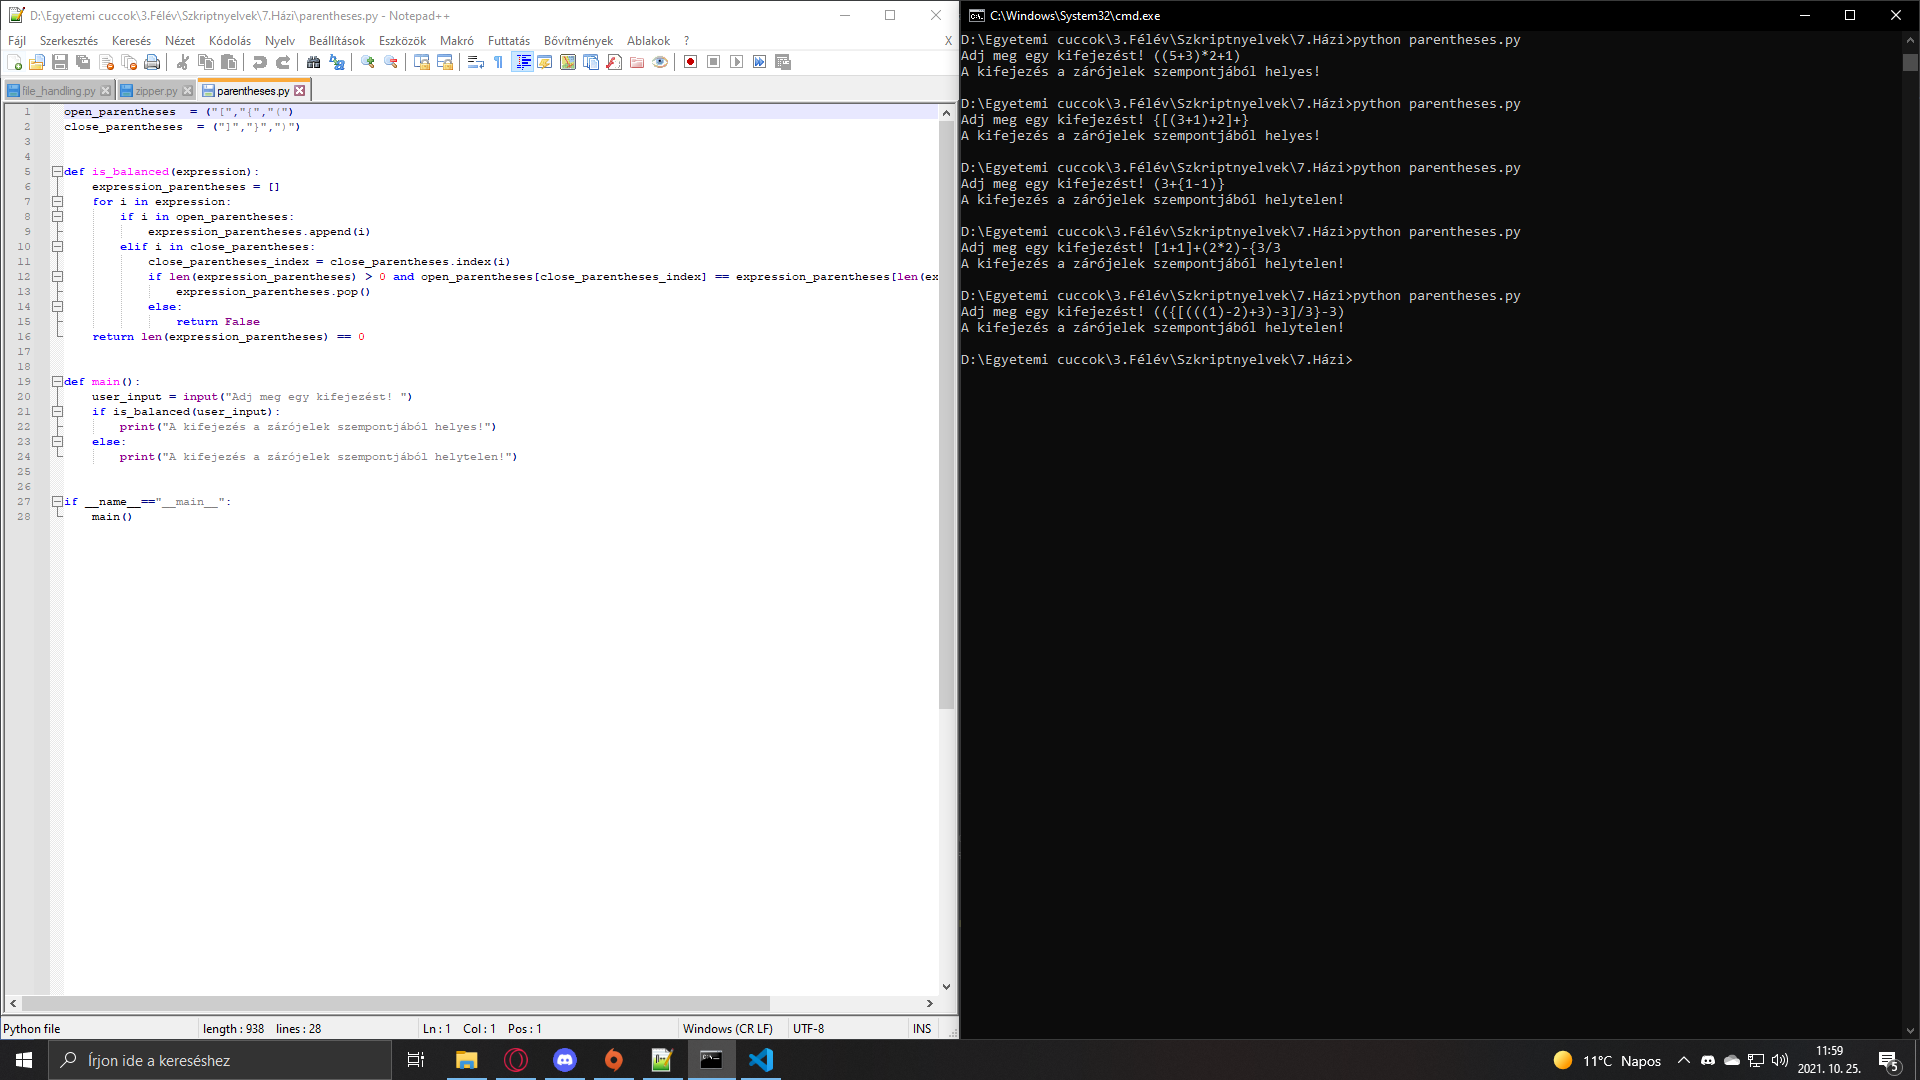 D:\Egyetemi cuccok\3.Félév\Szkriptnyelvek\7.Házi\parentheses.py - Notepad++
Fájl Szerkesztés Keresés Nézet Kódolás Nyelv Beállítások Eszközök Makró Futtatás Bővítmények Ablakok ? X
file_handling.py zipper.py parentheses.py
1 open_parentheses  = ("[","{","(")
2 close_parentheses  = ("]","}",")")
3
4
5 def is_balanced(expression):
6     expression_parentheses = []
7     for i in expression:
8         if i in open_parentheses:
9             expression_parentheses.append(i)
10         elif i in close_parentheses:
11             close_parentheses_index = close_parentheses.index(i)
12             if len(expression_parentheses) > 0 and open_parentheses[close_parentheses_index] == expression_parentheses[len(ex
13                 expression_parentheses.pop()
14             else:
15                 return False
16     return len(expression_parentheses) == 0
17
18
19 def main():
20     user_input = input("Adj meg egy kifejezést! ")
21     if is_balanced(user_input):
22         print("A kifejezés a zárójelek szempontjából helyes!")
23     else:
24         print("A kifejezés a zárójelek szempontjából helytelen!")
25
26
27 if __name__=="__main__":
28     main()
Python file length : 938 lines : 28 Ln : 1 Col : 1 Pos : 1 Windows (CR LF) UTF-8 INS
C:\Windows\System32\cmd.exe
D:\Egyetemi cuccok\3.Félév\Szkriptnyelvek\7.Házi>python parentheses.py
Adj meg egy kifejezést! ((5+3)*2+1)
A kifejezés a zárójelek szempontjából helyes!
D:\Egyetemi cuccok\3.Félév\Szkriptnyelvek\7.Házi>python parentheses.py
Adj meg egy kifejezést! {[(3+1)+2]+}
A kifejezés a zárójelek szempontjából helyes!
D:\Egyetemi cuccok\3.Félév\Szkriptnyelvek\7.Házi>python parentheses.py
Adj meg egy kifejezést! (3+{1-1)}
A kifejezés a zárójelek szempontjából helytelen!
D:\Egyetemi cuccok\3.Félév\Szkriptnyelvek\7.Házi>python parentheses.py
Adj meg egy kifejezést! [1+1]+(2*2)-{3/3
A kifejezés a zárójelek szempontjából helytelen!
D:\Egyetemi cuccok\3.Félév\Szkriptnyelvek\7.Házi>python parentheses.py
Adj meg egy kifejezést! (({[(((1)-2)+3)-3]/3}-3)
A kifejezés a zárójelek szempontjából helytelen!
D:\Egyetemi cuccok\3.Félév\Szkriptnyelvek\7.Házi>
Írjon ide a kereséshez
11°C Napos
11:59
2021. 10. 25.
5